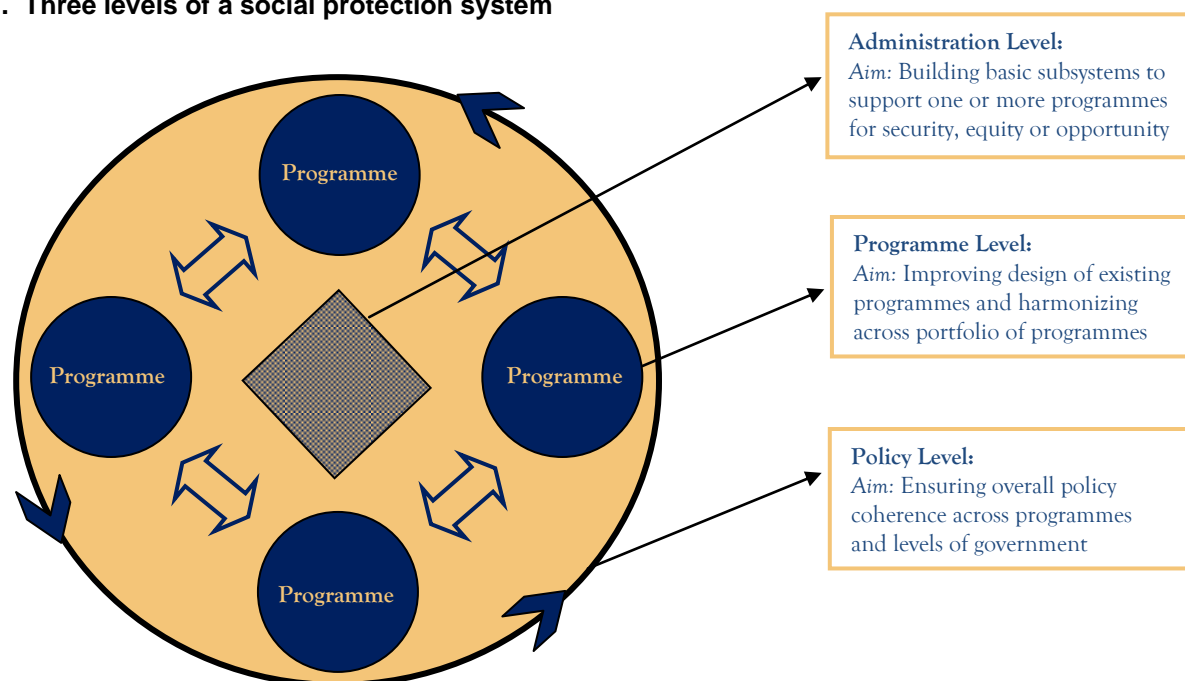 . Three levels of a social protection system
Programme
Programme
Programme
Programme
Administration Level:
Aim: Building basic subsystems to
support one or more programmes
for security, equity or opportunity
Programme Level:
Aim: Improving design of existing
programmes and harmonizing
across portfolio of programmes
Policy Level:
Aim: Ensuring overall policy
coherence across programmes
and levels of government